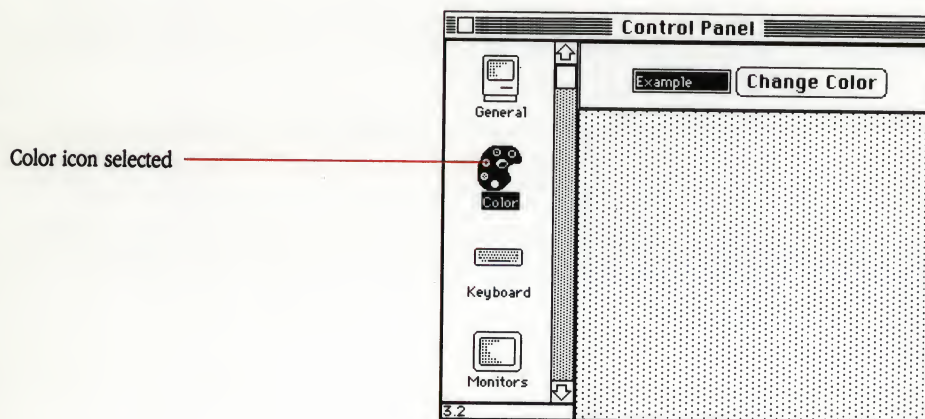 Control Panel
General
Example
Change Color
Color icon selected
Color
Keyboard
Monitors
3.2